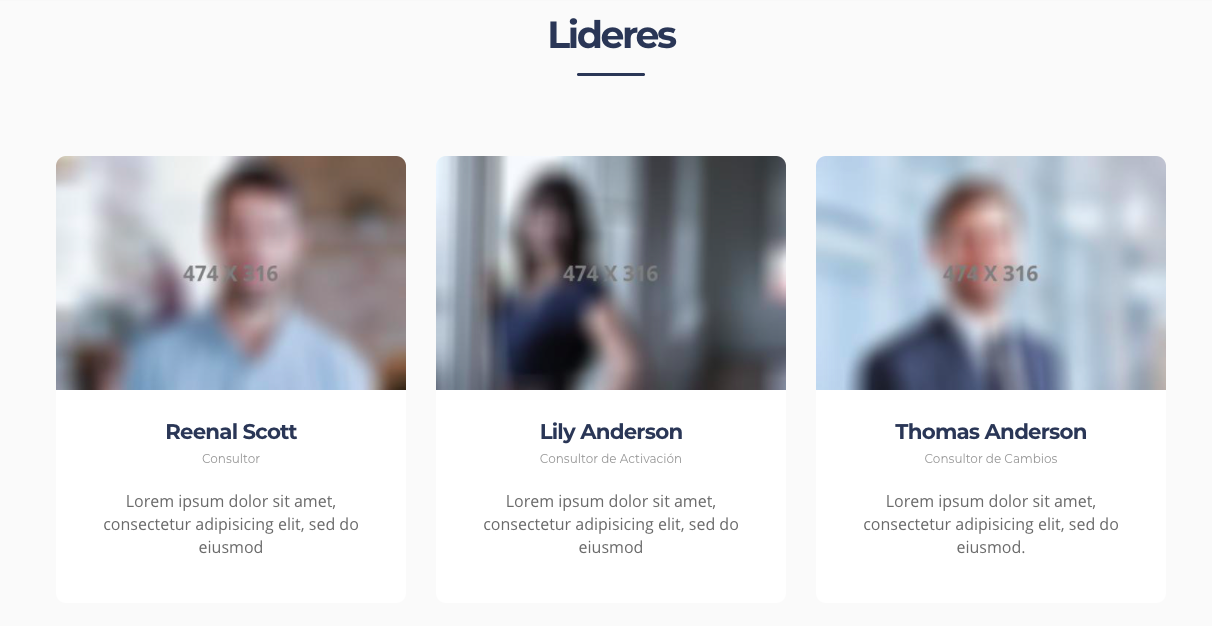 Lideres
474 X 316
474 X 316
474 X 316
Reenal Scott
Consultor
Lorem ipsum dolor sit amet,
consectetur adipisicing elit, sed do
eiusmod
Lily Anderson
Consultor de Activación
Lorem ipsum dolor sit amet,
consectetur adipisicing elit, sed do
eiusmod
Thomas Anderson
Consultor de Cambios
Lorem ipsum dolor sit amet,
consectetur adipisicing elit, sed do
eiusmod.